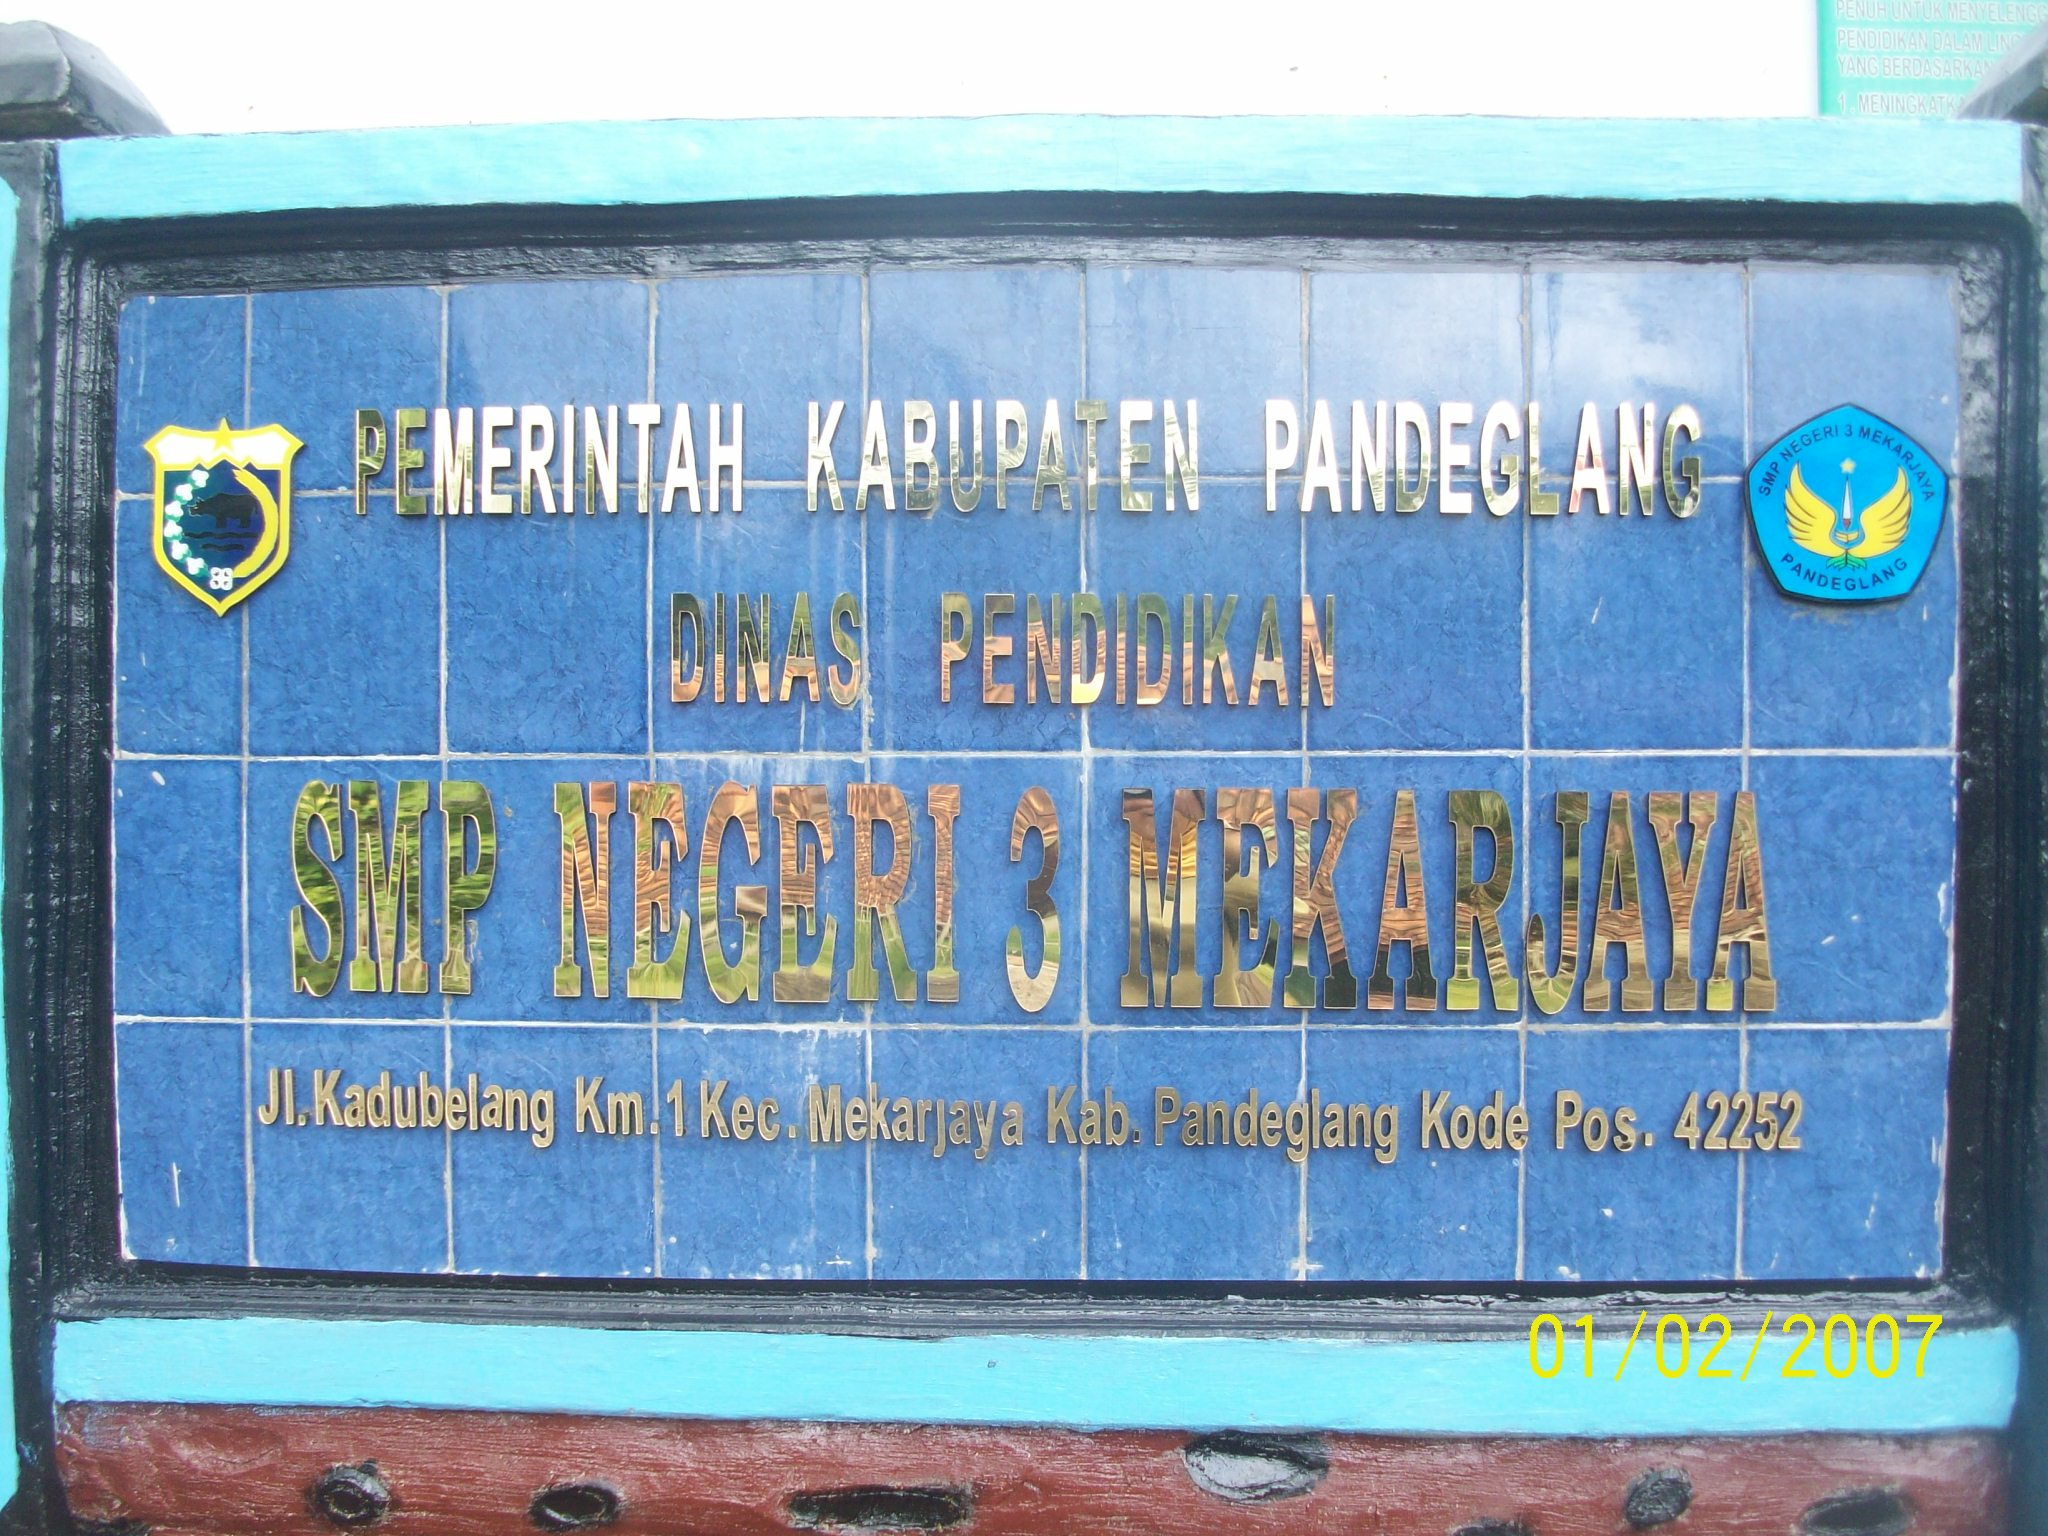 PENUH UNTUK MENYELENGG
PENDIDIKAN DALAM LING
YANG BERDASARKAN
1 . MENINGKATKA
PEMERINTAH KABUPATEN PANDEGLANG
SMP NEGERI 3 MEKARJAYA
PANDEGLANG
DINAS PENDIDIKAN
SMP NEGERI 3 MEKARJAYA
Jl.Kadubelang Km.1 Kec. Mekarjaya Kab. Pandeglang Kode Pos. 42252
01/02/2007